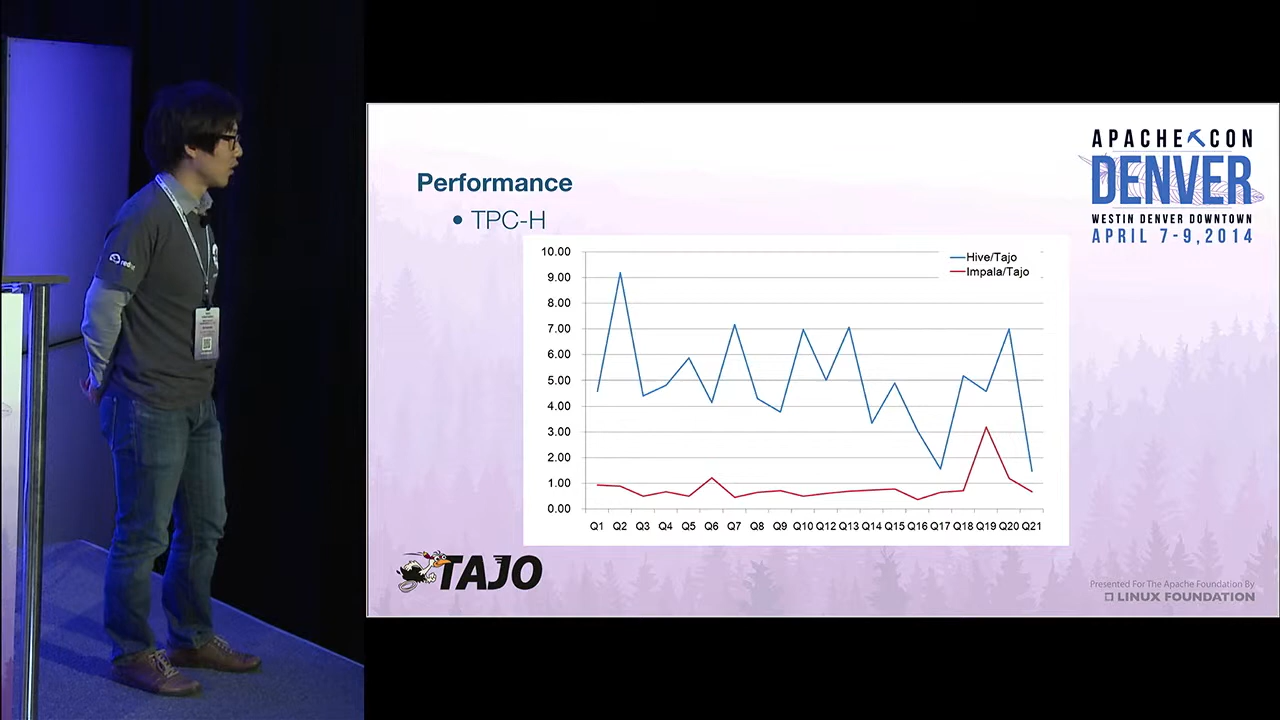 APACHE CON
DENVER
WESTIN DENVER DOWNTOWN
APRIL 7-9, 2014
Performance
• TPC-H
10.00
9.00
8.00
7.00
6.00
5.00
4.00
3.00
2.00
1.00
0.00
Hive/Tajo
Impala/Tajo
Q1 Q2 Q3 Q4 Q5 Q6 Q7 Q8 Q9 Q10 Q12 Q13 Q14 Q15 Q16 Q17 Q18 Q19 Q20 Q21
TAJO
Presented For The Apache Foundation By
LINUX FOUNDATION